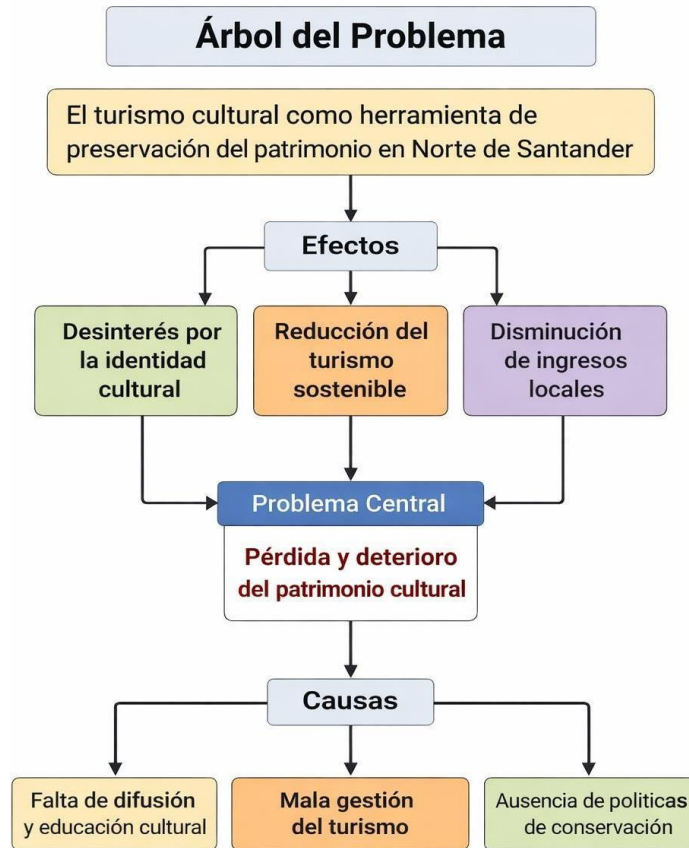 Árbol del Problema
El turismo cultural como herramienta de
preservación del patrimonio en Norte de Santander
Efectos
Desinterés por
la identidad
cultural
Reducción del
turismo
sostenible
Disminución
de ingresos
locales
Problema Central
Pérdida y deterioro
del patrimonio cultural
Causas
Falta de difusión
y educación cultural
Mala gestión
del turismo
Ausencia de politicas
de conservación